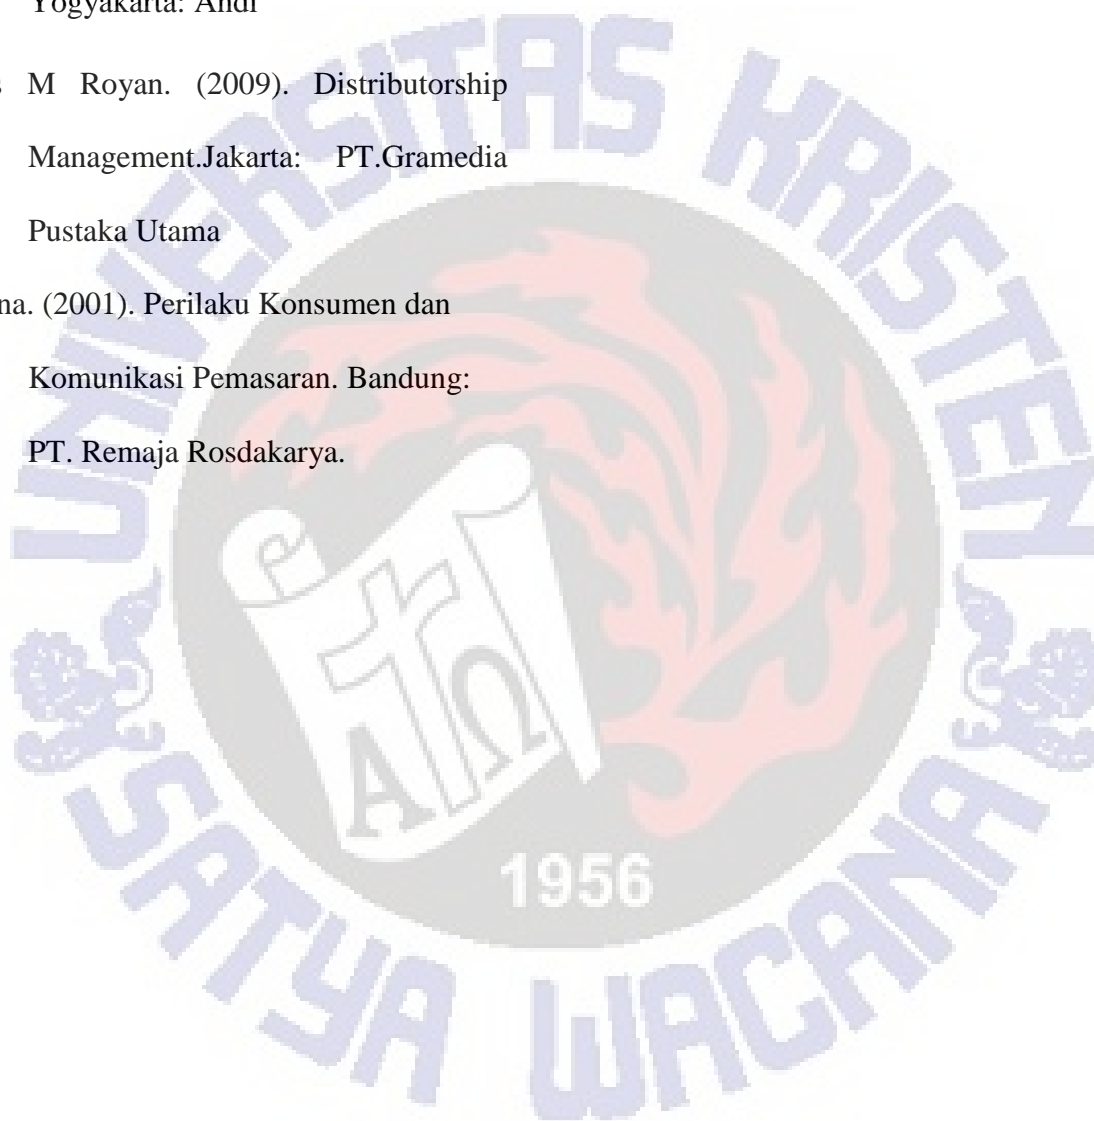 Yogyakarta: Andi
M Royan. (2009). Distributorship
Management.Jakarta: PT.Gramedia
Pustaka Utama
na. (2001). Perilaku Konsumen dan
Komunikasi Pemasaran. Bandung:
PT. Remaja Rosdakarya.
UNIVERSITAS KRISTEN
SATYA WACANA
ΑΩ
1956